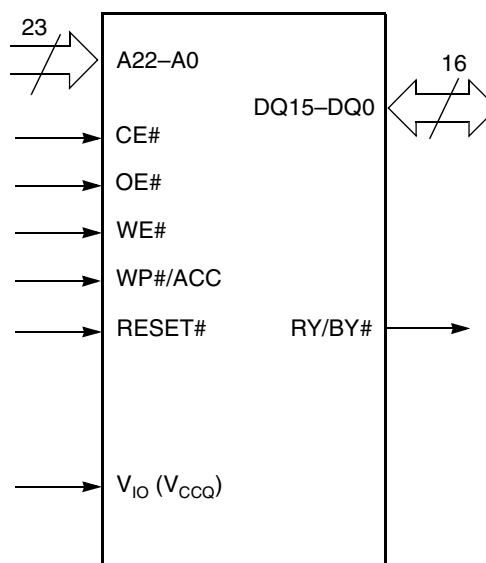 23
A22–A0
16
DQ15–DQ0
CE#
OE#
WE#
WP#/ACC
RESET#
RY/BY#
VIO (VCCQ)